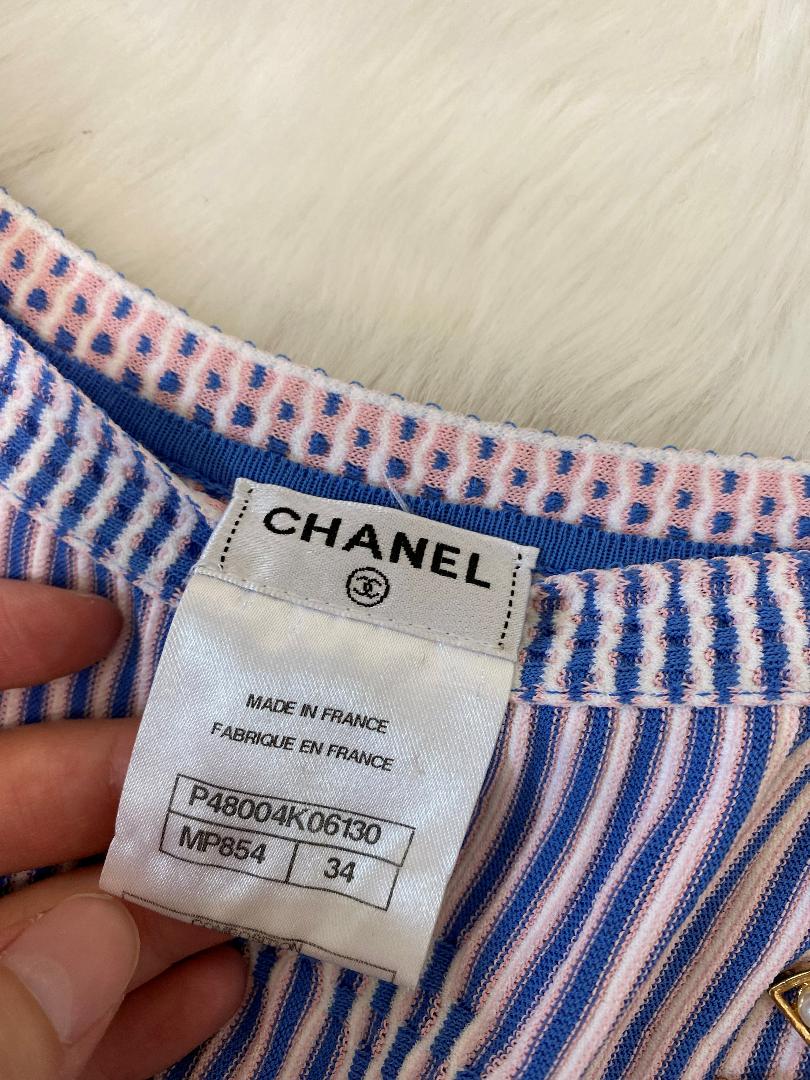 CHANEL
MADE IN FRANCE
FABRIQUE EN FRANCE
P48004K06130
MP854 34